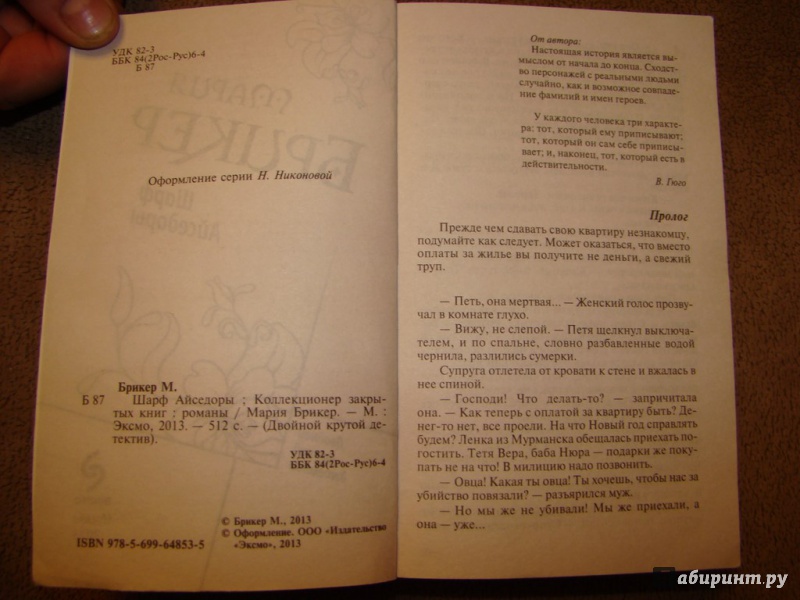 УДК 82-3
ББК 84(2Рос-Рус)6-4
Б 87
Оформление серии Н. Никоновой
Брикер М.
Б 87 Шарф Айседоры ; Коллекционер закры-
тых книг : романы / Мария Брикер. — М. :
Эксмо, 2013. — 512 с. — (Двойной крутой де-
тектив).
УДК 82-3
ББК 84(2Рос-Рус)6-4
© Брикер М., 2013
© Оформление. ООО «Издательство
«Эксмо», 2013
ISBN 978-5-699-64853-5
От автора:
Настоящая история является вы-
мыслом от начала до конца. Сходст-
во персонажей с реальными людьми
случайно, как и возможное совпаде-
ние фамилий и имен героев.
У каждого человека три характе-
ра: тот, который ему приписывают;
тот, который он сам себе приписы-
вает; и, наконец, тот, который есть в
действительности.
В. Гюго
Пролог
Прежде чем сдавать свою квартиру незнакомцу,
подумайте как следует. Может оказаться, что вместо
оплаты за жилье вы получите не деньги, а свежий
труп.
— Петь, она мертвая... — Женский голос прозву-
чал в комнате глухо.
— Вижу, не слепой. — Петя щелкнул выключа-
телем, и по спальне, словно разбавленные водой
чернила, разлились сумерки.
Супруга отлетела от кровати к стене и вжалась в
нее спиной.
— Господи! Что делать-то? — запричитала
она. — Как теперь с оплатой за квартиру быть? Де-
нег-то нет, все проели. На что Новый год справлять
будем? Ленка из Мурманска обещалась приехать по-
гостить. Тетя Вера, баба Нюра — подарки же поку-
пать не на что! В милицию надо позвонить.
— Овца! Какая ты овца! Ты хочешь, чтобы нас за
убийство повязали? — разъярился муж.
— Но мы же не убивали! Мы же приехали, а
она — уже...
МАРИЯ
БРИКЕР
Шарф
Айседоры
абиринт.ру